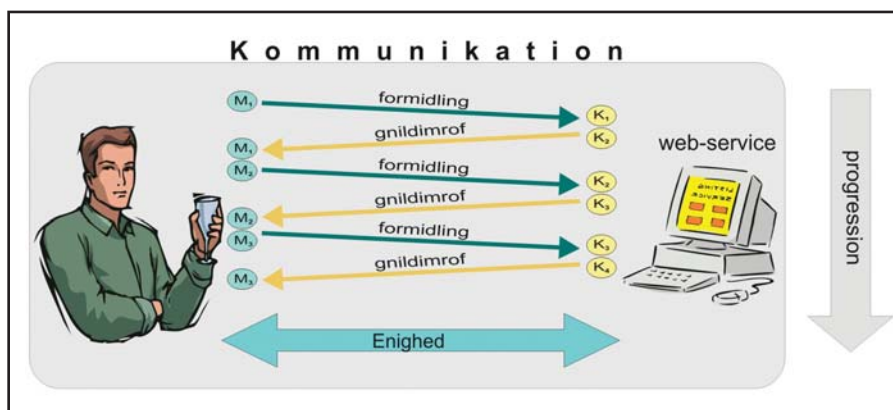 Kommunikation
M₁ formidling K₁
M₁ gnildimrof K₂
M₂ formidling K₂
M₂ gnildimrof K₃
M₃ formidling K₃
M₃ gnildimrof K₄
web-service
Enighed
progression